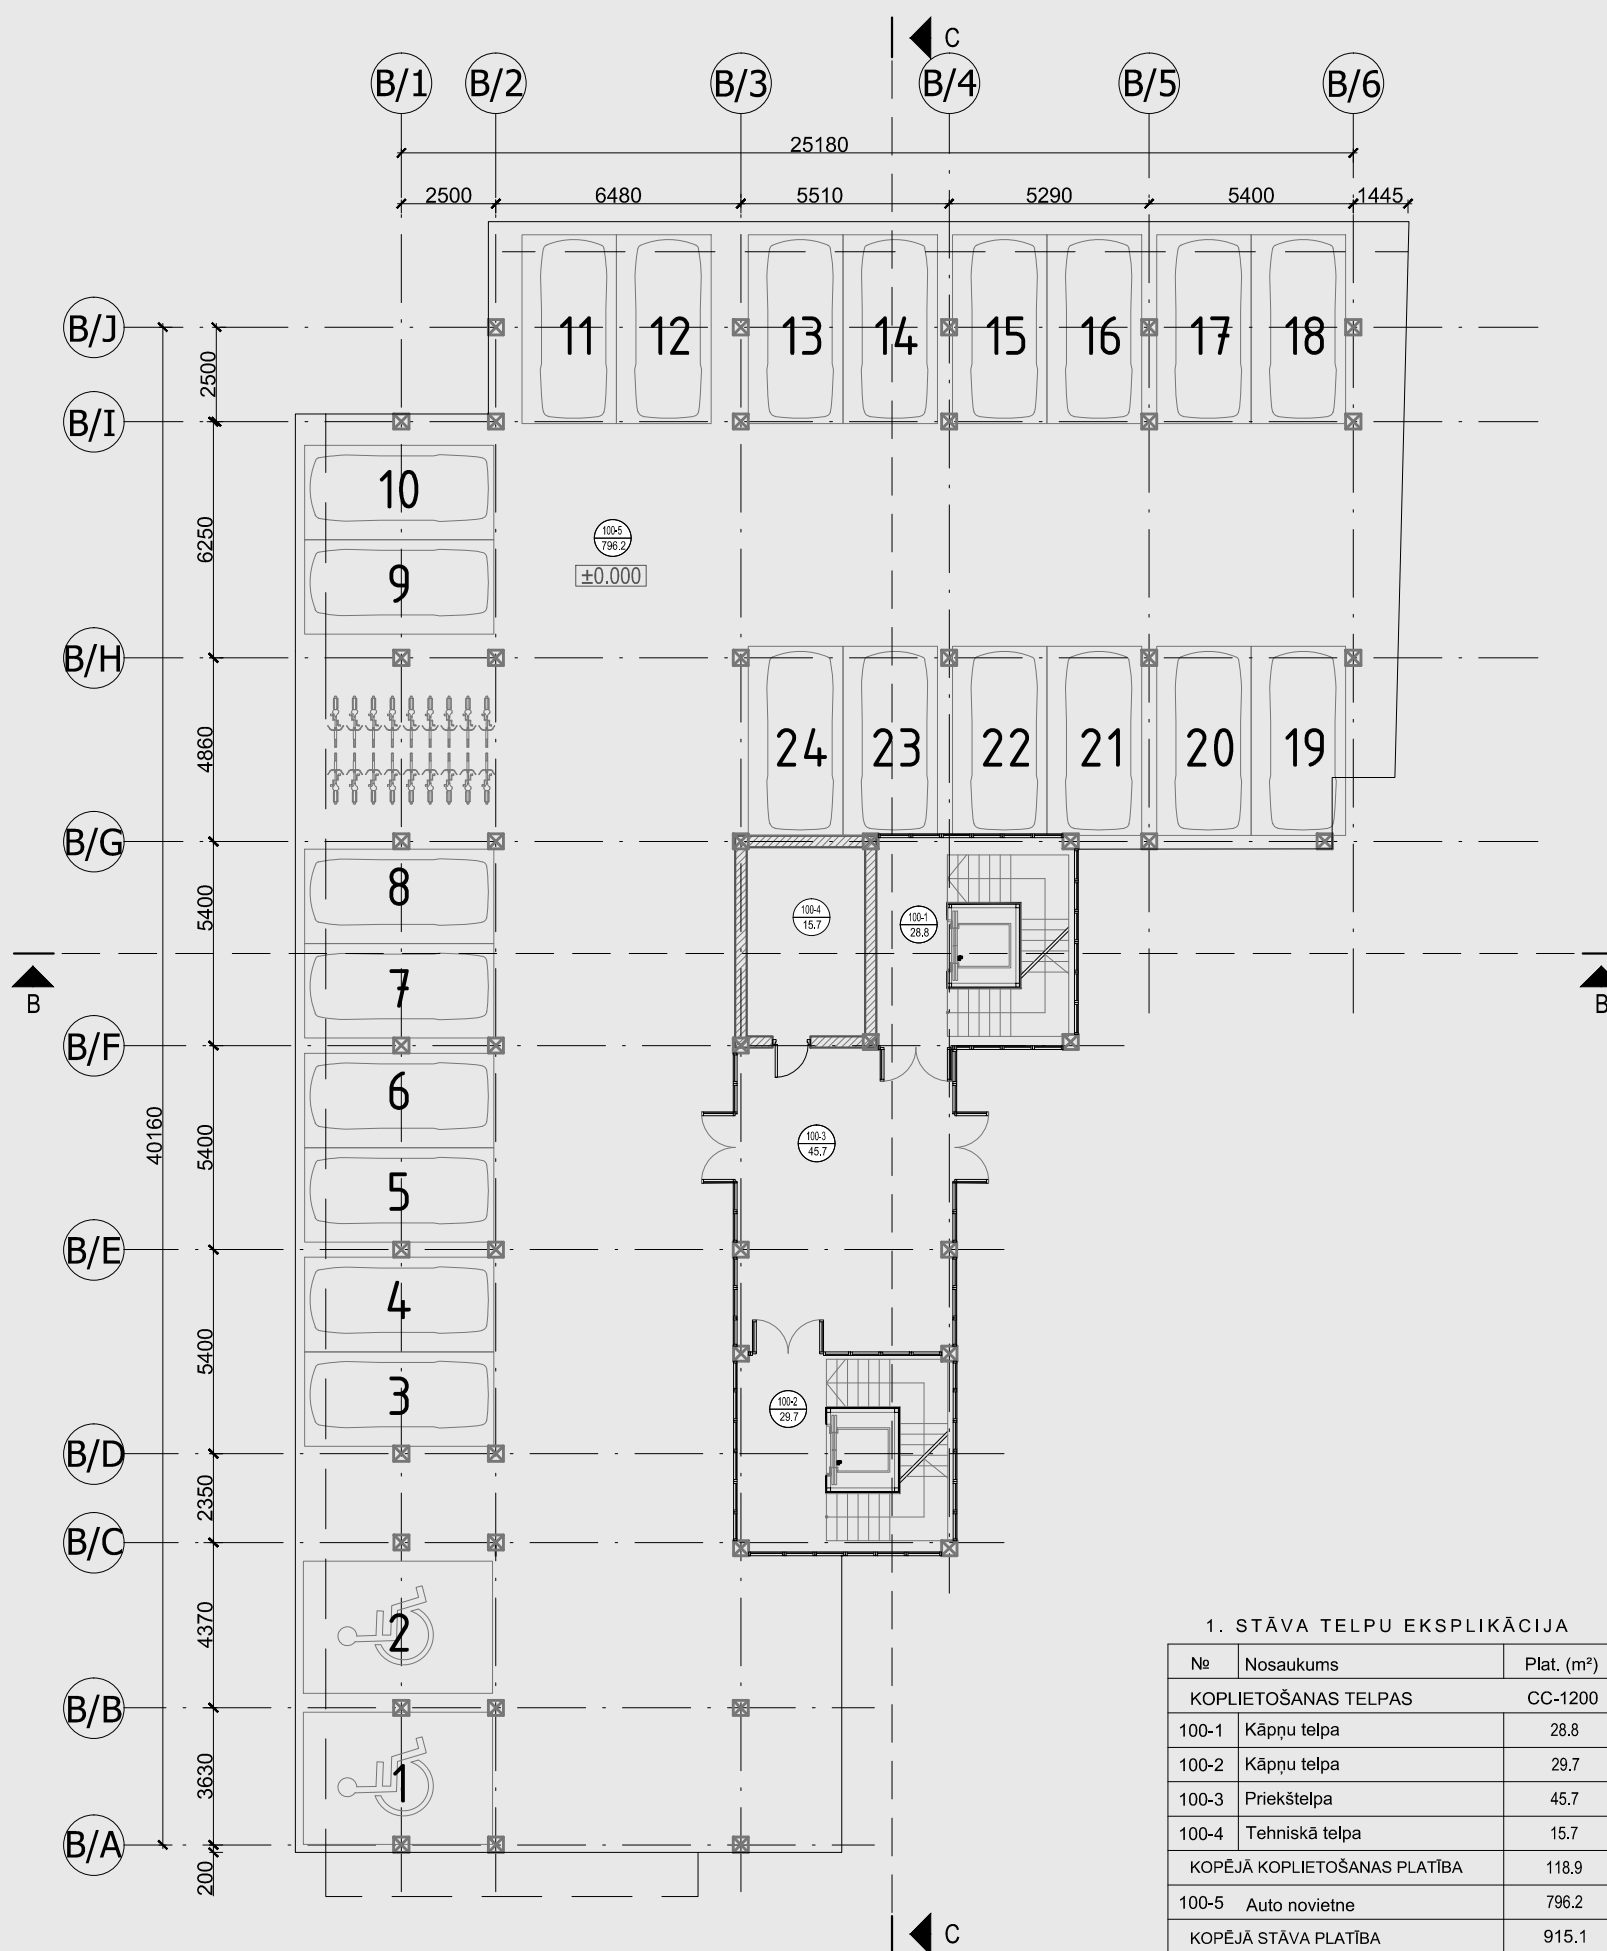 C
B/1 B/2 B/3 B/4 B/5 B/6
25180
2500 6480 5510 5290 5400 1445
B/J
11 12 13 14 15 16 17 18
2500
B/I
10
6250
100-5
796.2
±0.000
9
B/H
4860
24 23 22 21 20 19
B/G
8
5400
100-4
15.7
100-1
28.8
7
B B
B/F
6
40160
5400
100-3
45.7
5
B/E
4
5400
3
100-2
29.7
B/D
2350
B/C
4370
2
B/B
3630
1
B/A
200
C
1. STĀVA TELPU EKSPLIKĀCIJA
№ Nosaukums Plat. (m²)
KOPLIETOŠANAS TELPAS CC-1200
100-1 Kāpņu telpa 28.8
100-2 Kāpņu telpa 29.7
100-3 Priekštelpa 45.7
100-4 Tehniskā telpa 15.7
KOPĒJĀ KOPLIETOŠANAS PLATĪBA 118.9
100-5 Auto novietne 796.2
KOPĒJĀ STĀVA PLATĪBA 915.1